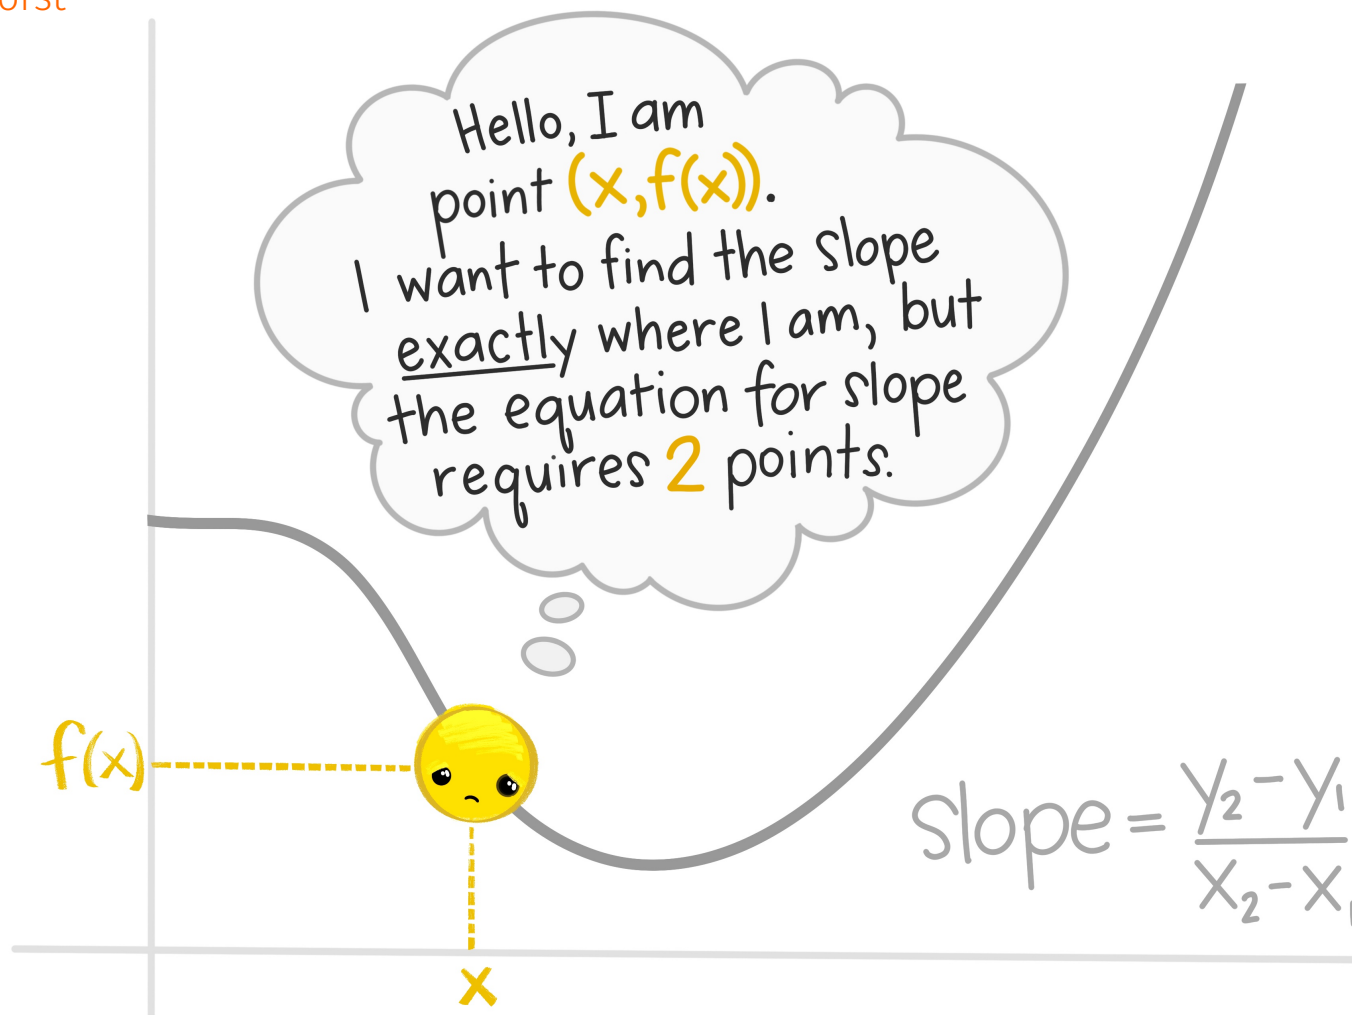 Hello, I am
point (x,f(x)).
I want to find the slope
exactly where I am, but
the equation for slope
requires 2 points.
f(x)
x
slope = y₂ - y₁
x₂ - x₁